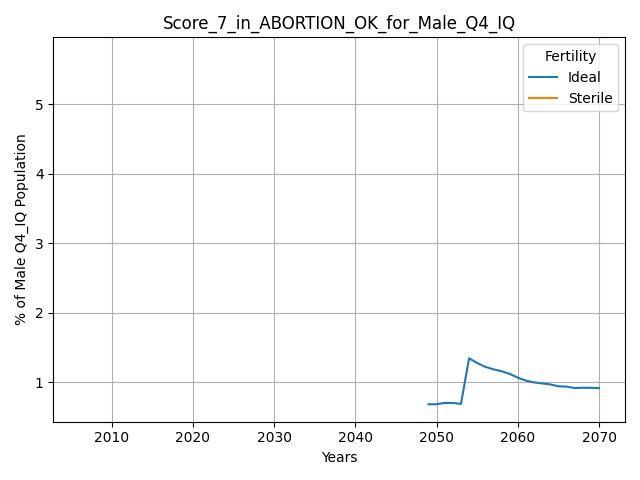 Score_7_in_ABORTION_OK_for_Male_Q4_IQ
Fertility
Ideal
Sterile
% of Male Q4_IQ Population
5
4
3
2
1
2010 2020 2030 2040 2050 2060 2070
Years